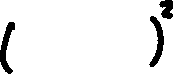 (          )²